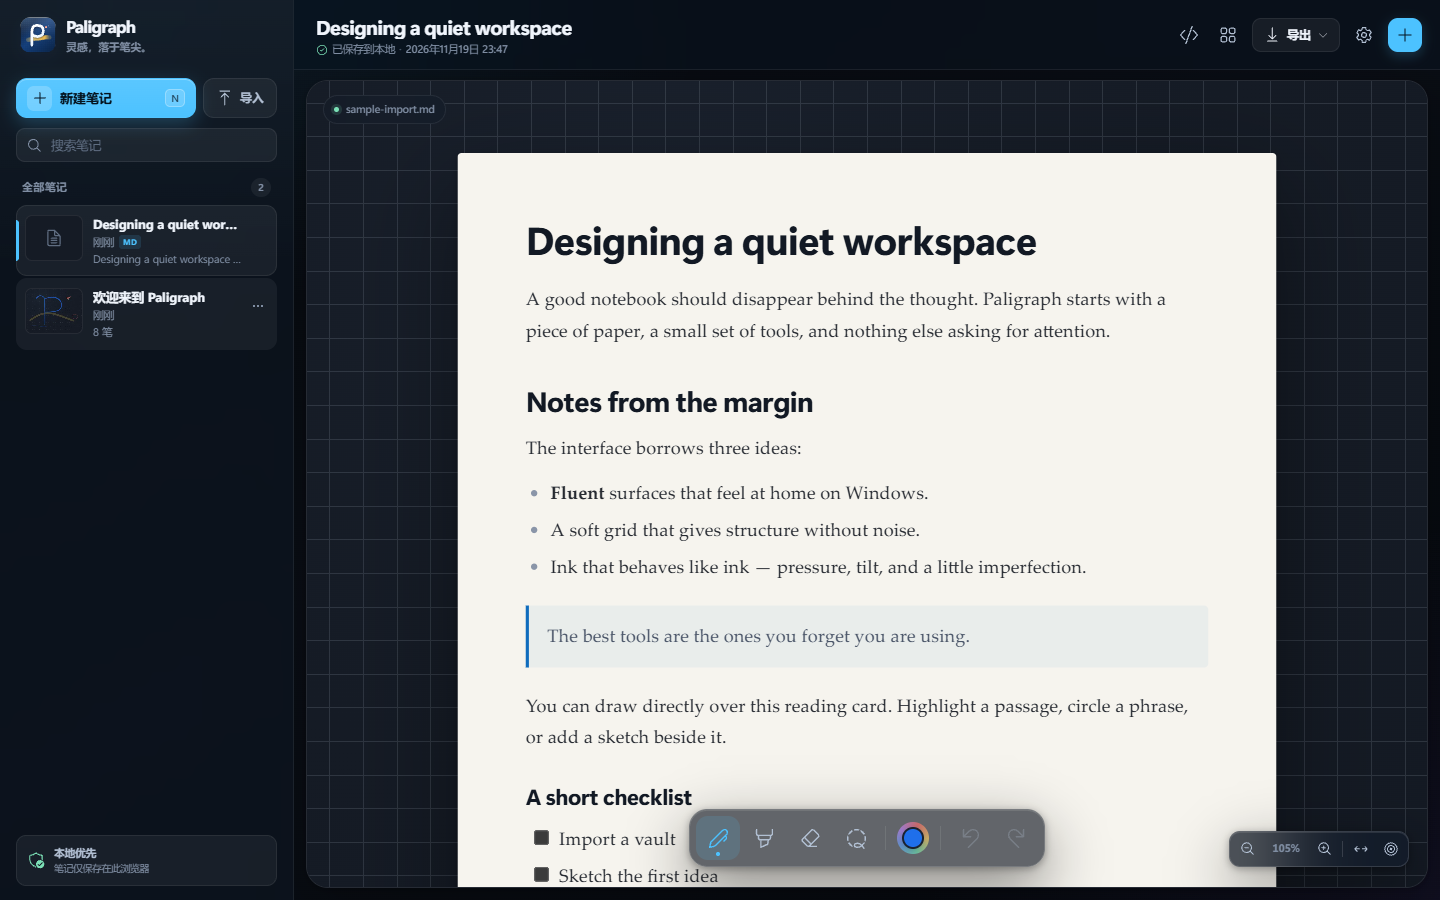 Paligraph
灵感，落于笔尖。
新建笔记
N
导入
搜索笔记
全部笔记
2
Designing a quiet wor...
刚刚 MD
Designing a quiet workspace ...
欢迎来到 Paligraph
刚刚
8 笔
本地优先
笔记仅保存在此浏览器
Designing a quiet workspace
已保存到本地 · 2026年11月19日 23:47
导出
sample-import.md
Designing a quiet workspace
A good notebook should disappear behind the thought. Paligraph starts with a
piece of paper, a small set of tools, and nothing else asking for attention.
Notes from the margin
The interface borrows three ideas:
• Fluent surfaces that feel at home on Windows.
• A soft grid that gives structure without noise.
• Ink that behaves like ink — pressure, tilt, and a little imperfection.
The best tools are the ones you forget you are using.
You can draw directly over this reading card. Highlight a passage, circle a phrase,
or add a sketch beside it.
A short checklist
Import a vault
Sketch the first idea
105%